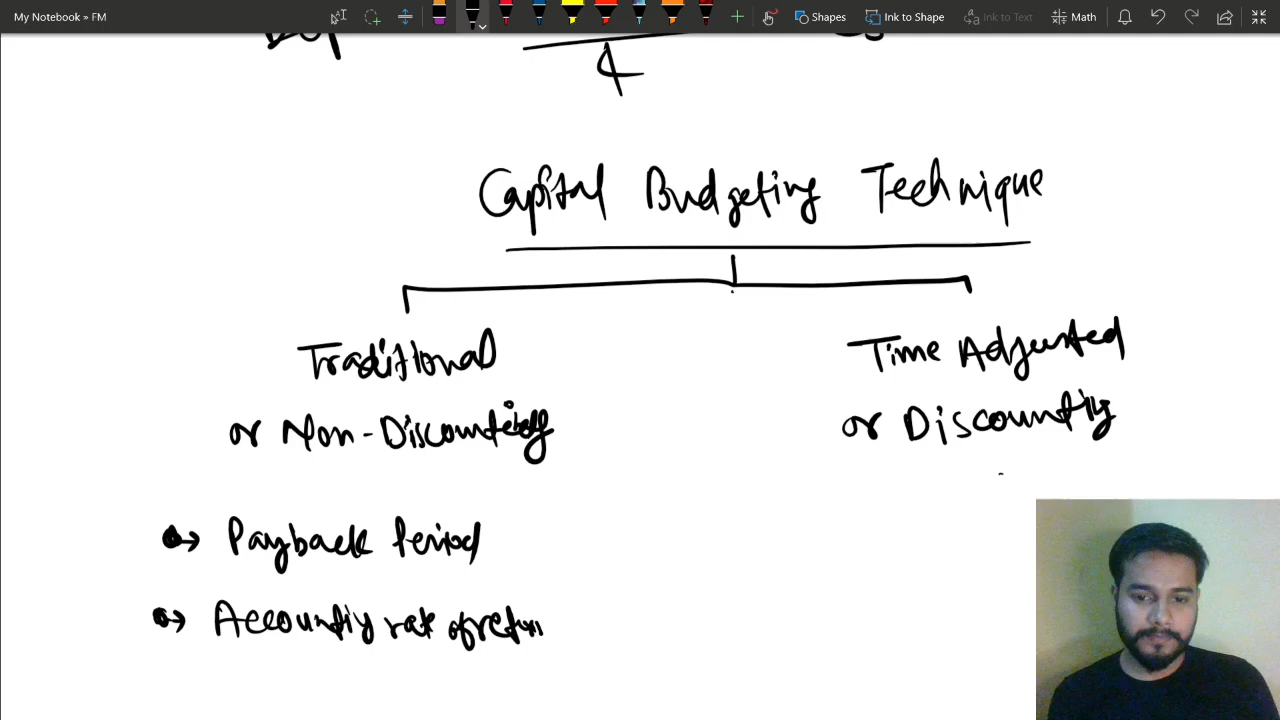 My Notebook » FM
Shapes
Ink to Shape
Ink to Text
Math
4
Capital Budgeting Technique
Traditional
or Non-Discounting
Time Adjusted
or Discounting
Payback Period
Accounting rate of return